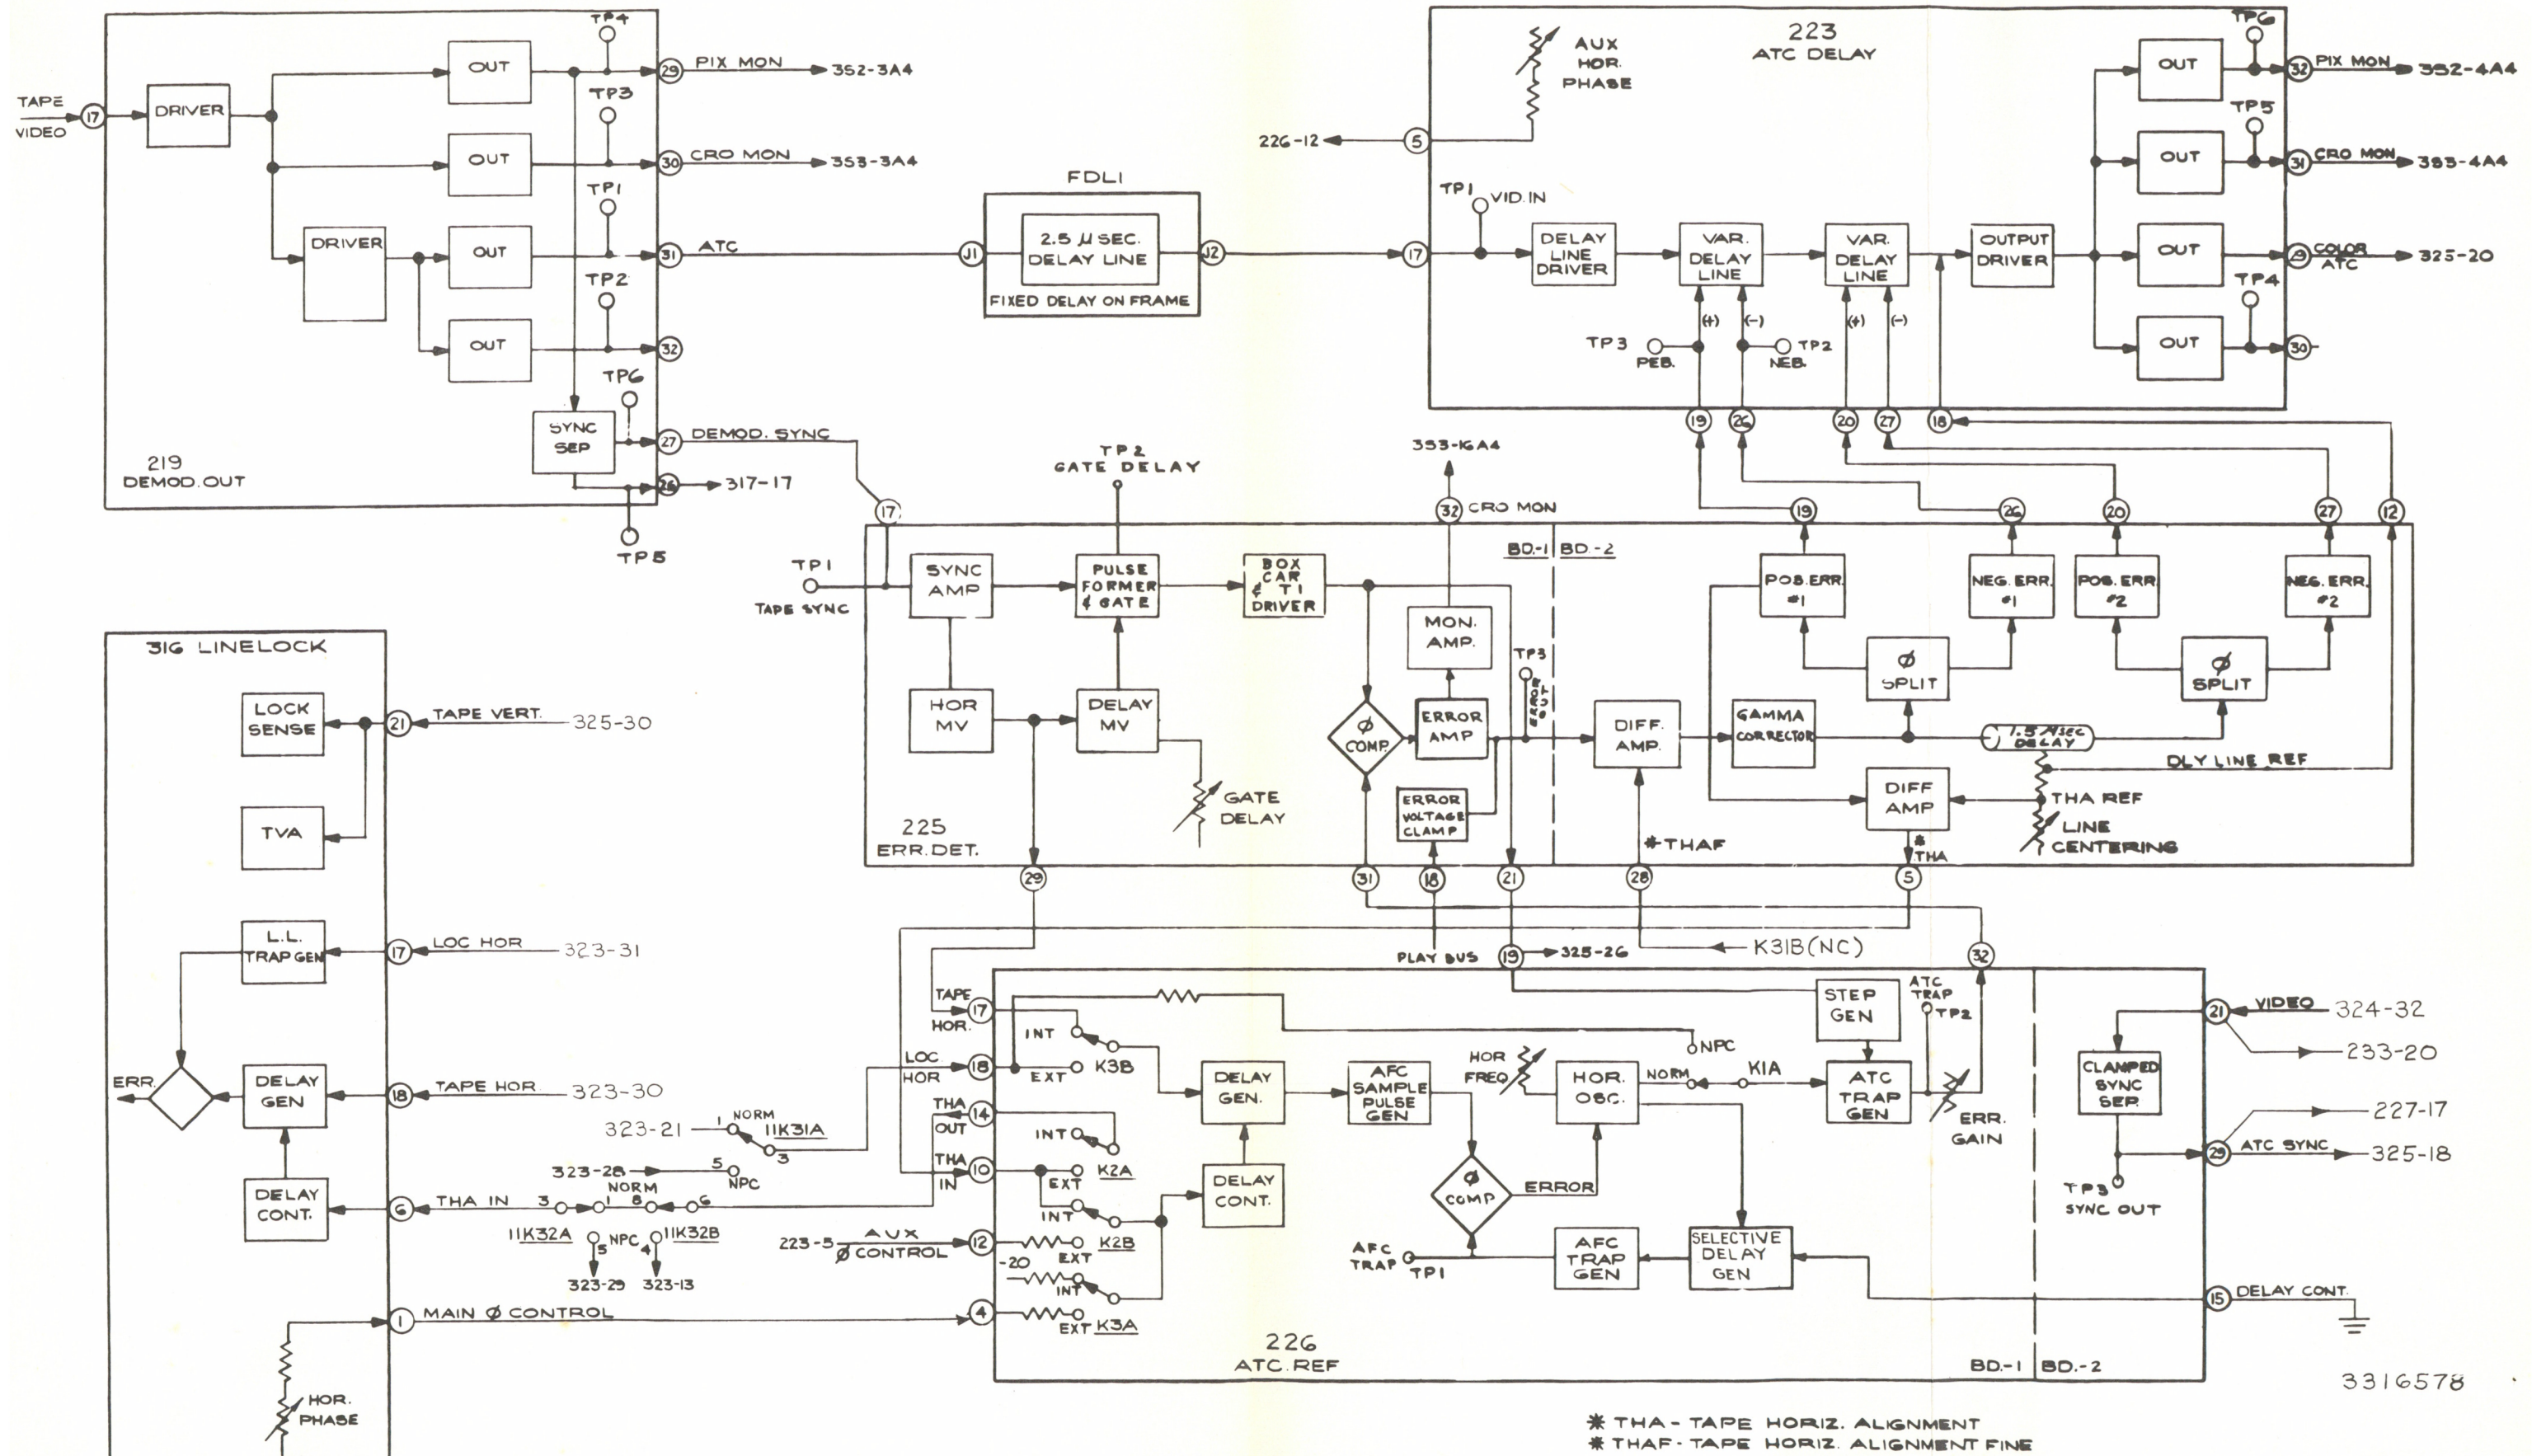 TAPE
VIDEO
17
DRIVER
OUT
TP4
29
PIX MON
352-3A4
OUT
TP3
30
CRO MON
353-3A4
DRIVER
OUT
TP1
31
ATC
OUT
TP2
32
SYNC
SEP
TP6
27
DEMOD. SYNC
26
317-17
TP5
219
DEMOD. OUT
FDL1
J1
2.5 µ SEC.
DELAY LINE
J2
FIXED DELAY ON FRAME
223
ATC DELAY
AUX
HOR.
PHASE
226-12
5
TP1
VID. IN
17
DELAY
LINE
DRIVER
VAR.
DELAY
LINE
VAR.
DELAY
LINE
OUTPUT
DRIVER
(+)
(-)
(+)
(-)
TP3
PEB.
TP2
NEB.
OUT
TP6
32
PIX MON
352-4A4
OUT
TP5
31
CRO MON
353-4A4
OUT
29
COLOR
ATC
325-20
OUT
TP4
30
19
26
20
27
18
353-16A4
TP2
GATE DELAY
17
32
CRO MON
19
26
20
27
12
TP1
TAPE SYNC
SYNC
AMP
PULSE
FORMER
& GATE
BOX
CAR
& T1
DRIVER
BD.-1
BD.-2
MON.
AMP.
TP3
ERROR
OUT
HOR
MV
DELAY
MV
ø
COMP.
ERROR
AMP
ERROR
VOLTAGE
CLAMP
GATE
DELAY
225
ERR. DET.
POS. ERR.
#1
NEG. ERR.
#1
POS. ERR.
#2
NEG. ERR.
#2
ø
SPLIT
ø
SPLIT
DIFF.
AMP.
GAMMA
CORRECTOR
1.5 µSEC
DELAY
DLY LINE REF
DIFF
AMP
THA REF
LINE
CENTERING
*THAF
*
THA
29
31
18
21
28
5
PLAY BUS
19
325-26
K31B(NC)
32
316 LINELOCK
LOCK
SENSE
21
TAPE VERT.
325-30
TVA
L.L.
TRAP GEN
17
LOC HOR
323-31
ERR.
DELAY
GEN
18
TAPE HOR
323-30
DELAY
CONT.
6
THA IN
323-21
1
NORM
11K31A
3
323-28
5
NPC
NORM
3
1
8
6
11K32A
5
NPC
4
11K32B
323-29
323-13
1
MAIN ø CONTROL
HOR.
PHASE
TAPE
HOR.
17
LOC
HOR
18
THA
OUT
14
THA
IN
10
223-5
AUX
ø CONTROL
12
-20
4
INT
EXT
K3B
INT
K2A
EXT
INT
K2B
EXT
INT
EXT
K3A
DELAY
GEN.
DELAY
CONT.
AFC
SAMPLE
PULSE
GEN
HOR
FREQ
HOR.
OSC.
NPC
NORM
K1A
STEP
GEN
ATC
TRAP
TP2
ATC
TRAP
GEN
ERR.
GAIN
ø
COMP
ERROR
AFC
TRAP
TP1
AFC
TRAP
GEN
SELECTIVE
DELAY
GEN
226
ATC. REF
BD.-1
BD.-2
21
VIDEO
324-32
233-20
CLAMPED
SYNC
SEP.
227-17
29
ATC SYNC
325-18
TP3
SYNC OUT
15
DELAY CONT.
3316578
* THA - TAPE HORIZ. ALIGNMENT
* THAF - TAPE HORIZ. ALIGNMENT FINE